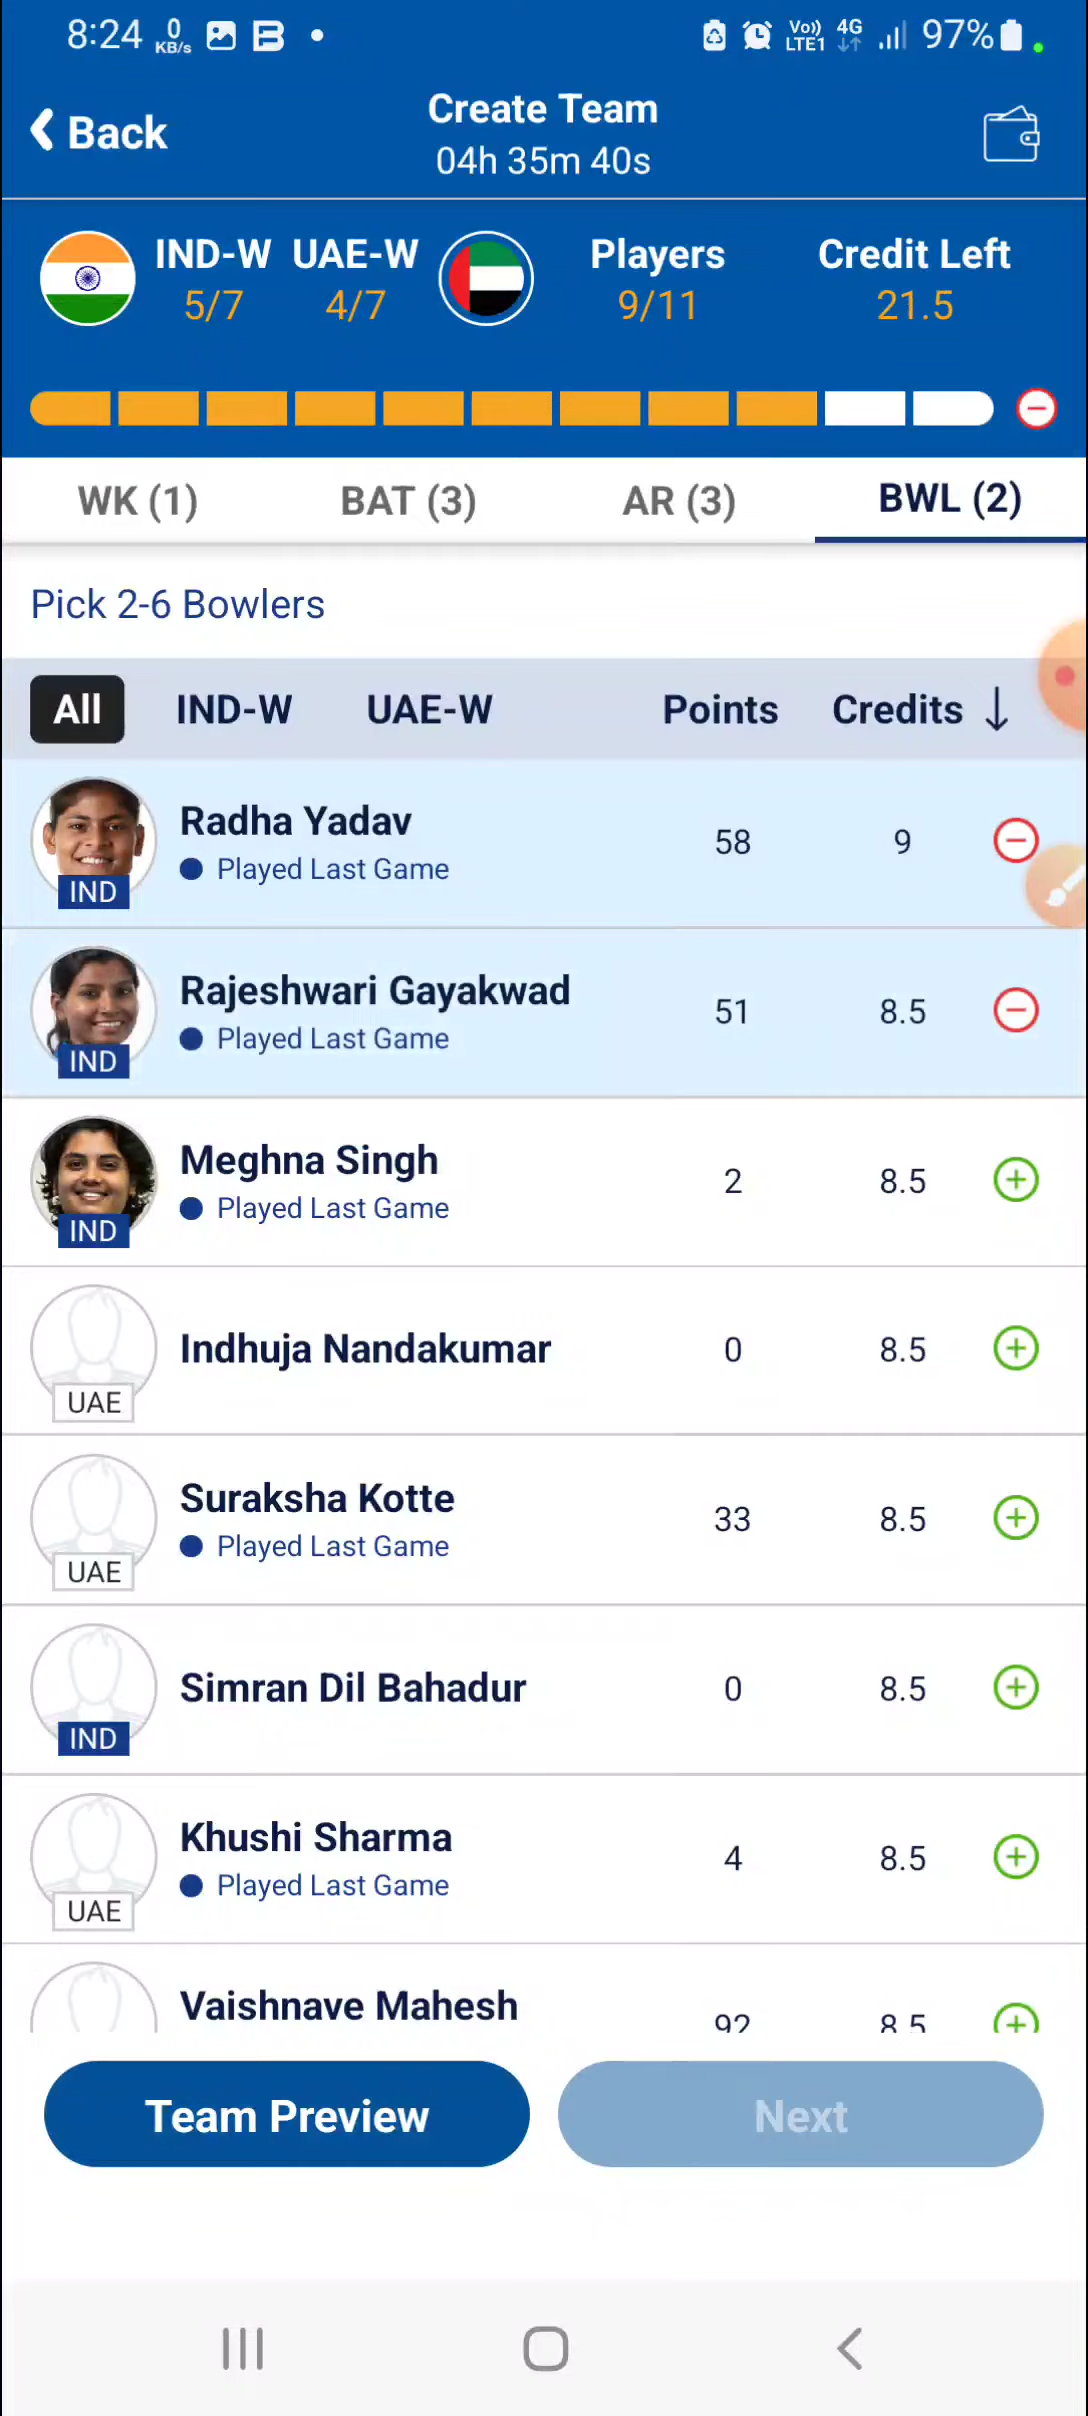 8:24 0 KB/s Vo)) LTE1 4G 97%
Back
Create Team
04h 35m 40s
IND-W UAE-W Players Credit Left
5/7 4/7 9/11 21.5
WK (1) BAT (3) AR (3) BWL (2)
Pick 2-6 Bowlers
All IND-W UAE-W Points Credits ↓
Radha Yadav
Played Last Game
IND
58 9
Rajeshwari Gayakwad
Played Last Game
IND
51 8.5
Meghna Singh
Played Last Game
IND
2 8.5
Indhuja Nandakumar
UAE
0 8.5
Suraksha Kotte
Played Last Game
UAE
33 8.5
Simran Dil Bahadur
IND
0 8.5
Khushi Sharma
Played Last Game
UAE
4 8.5
Vaishnave Mahesh
92 8.5
Team Preview Next